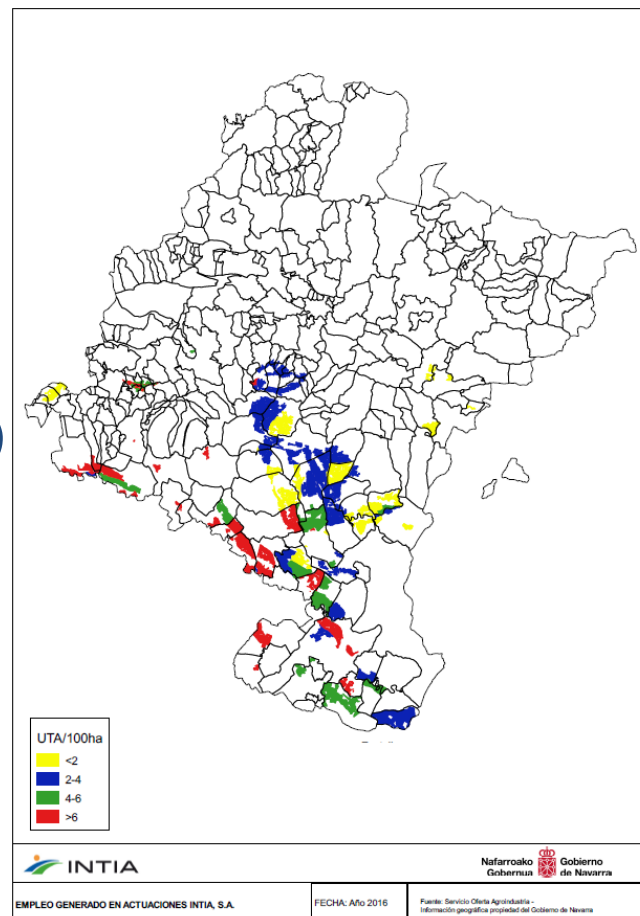 UTA/100ha
<2
2-4
4-6
>6
INTIA
Nafarroako Gobierno
Gobernua de Navarra
EMPLEO GENERADO EN ACTUACIONES INTIA, S.A.
FECHA: Año 2016
Fuente: Servicio Oferta Agroindustria -
Información geográfica propiedad del Gobierno de Navarra